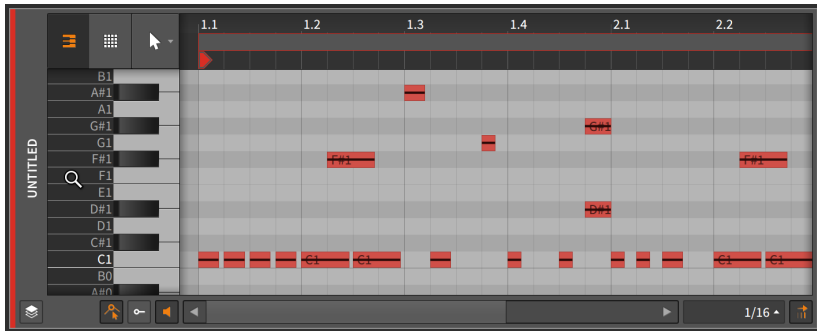 1.1 1.2 1.3 1.4 2.1 2.2
UNTITLED
B1
A#1
A1
G#1 G#1
G1
F#1 F#1 F#1
F1
E1
D#1 D#1
D1
C#1
C1 C1 C1 C1 C1
B0
A#0
1/16